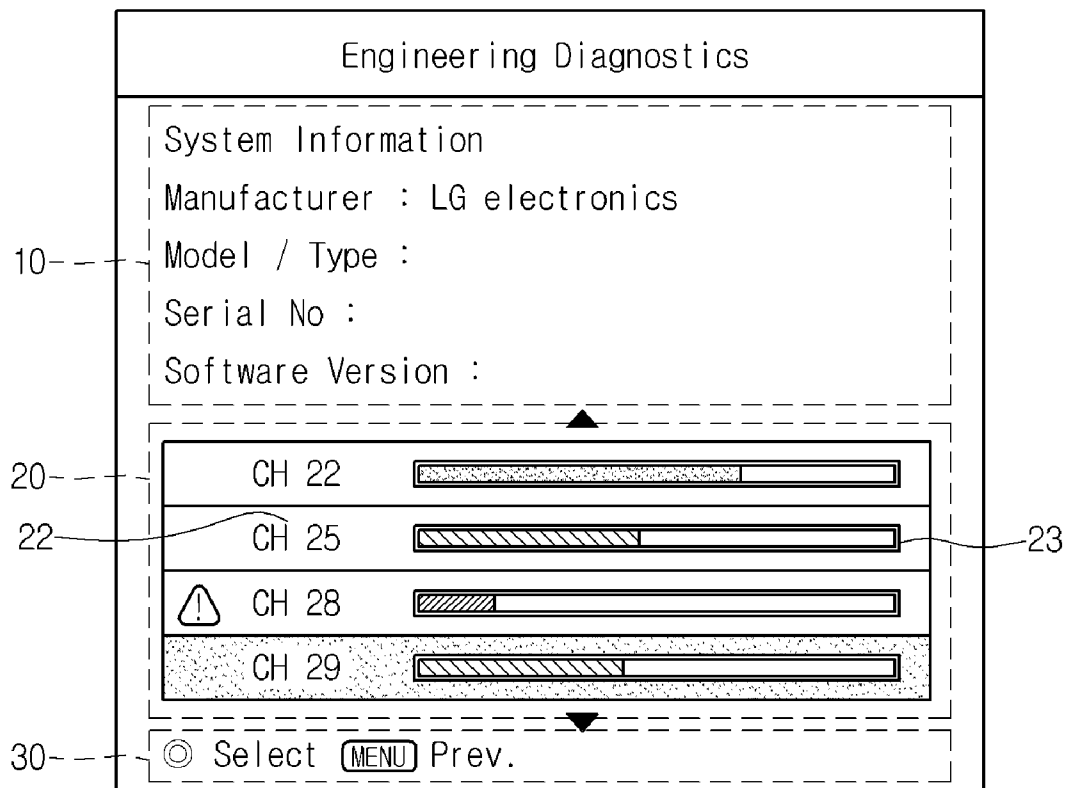 Engineering Diagnostics
System Information
Manufacturer : LG electronics
10
Model / Type :
Serial No :
Software Version :
20
CH 22
22
CH 25
23
CH 28
CH 29
30
◎ Select MENU Prev.